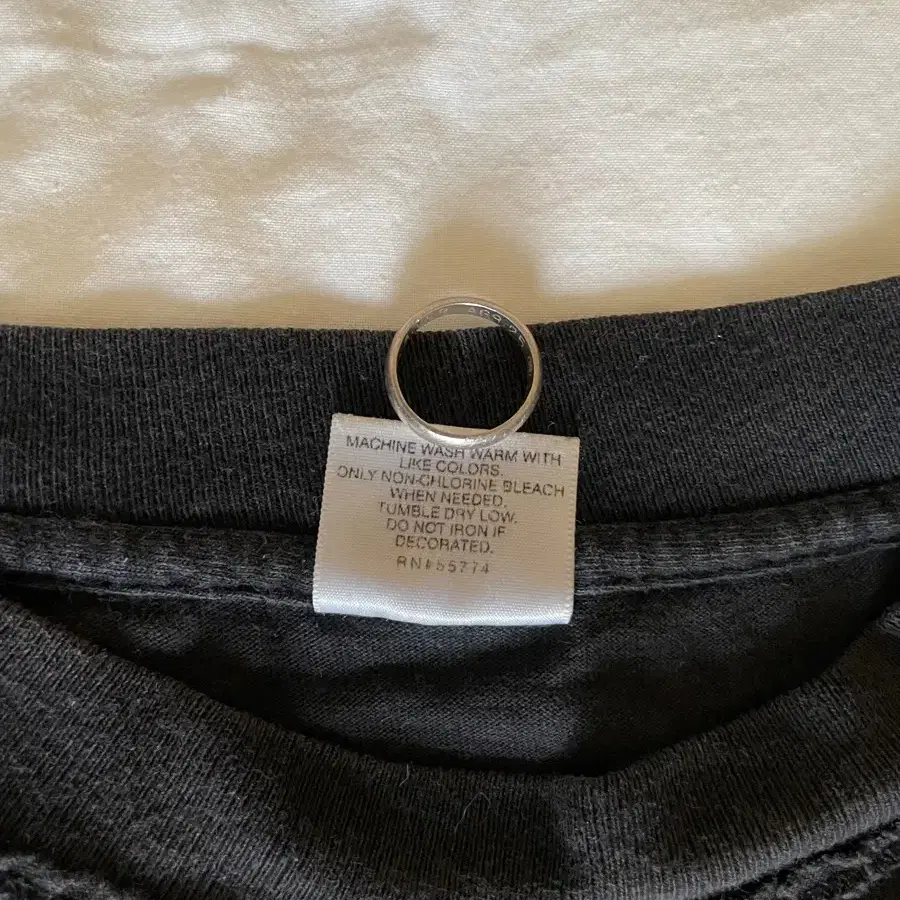 MACHINE WASH WARM WITH
LIKE COLORS.
ONLY NON-CHLORINE BLEACH
WHEN NEEDED.
TUMBLE DRY LOW.
DO NOT IRON IF
DECORATED.
RN#55774